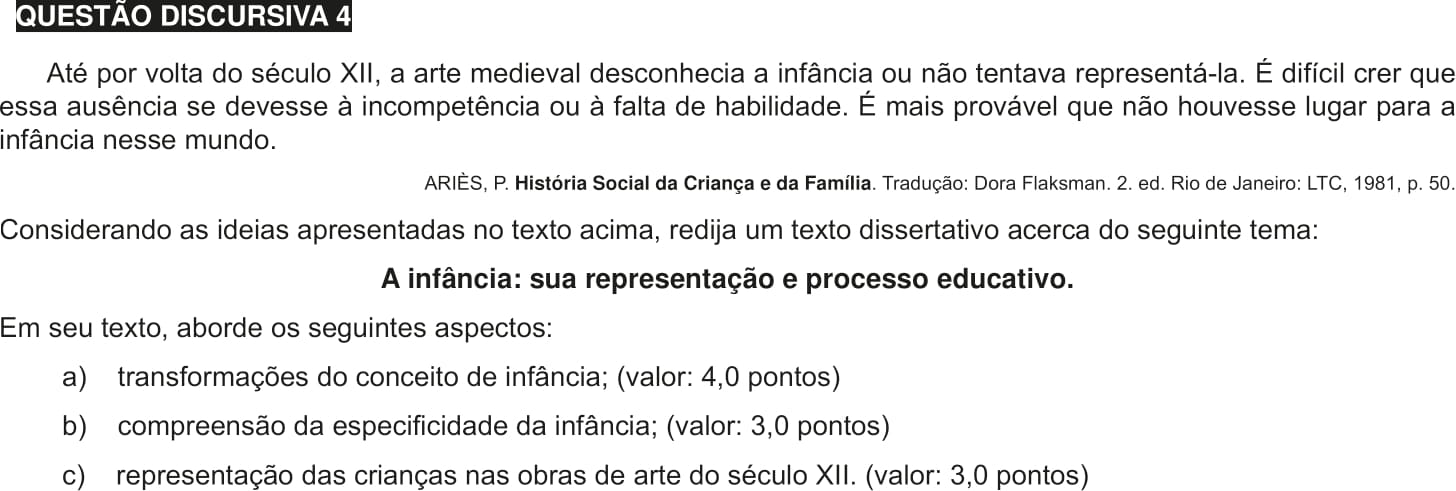 QUESTÃO DISCURSIVA 4
Até por volta do século XII, a arte medieval desconhecia a infância ou não tentava representá-la. É difícil crer que
essa ausência se devesse à incompetência ou à falta de habilidade. É mais provável que não houvesse lugar para a
infância nesse mundo.
ARIÈS, P. História Social da Criança e da Família. Tradução: Dora Flaksman. 2. ed. Rio de Janeiro: LTC, 1981, p. 50.
Considerando as ideias apresentadas no texto acima, redija um texto dissertativo acerca do seguinte tema:
A infância: sua representação e processo educativo.
Em seu texto, aborde os seguintes aspectos:
a) transformações do conceito de infância; (valor: 4,0 pontos)
b) compreensão da especificidade da infância; (valor: 3,0 pontos)
c) representação das crianças nas obras de arte do século XII. (valor: 3,0 pontos)